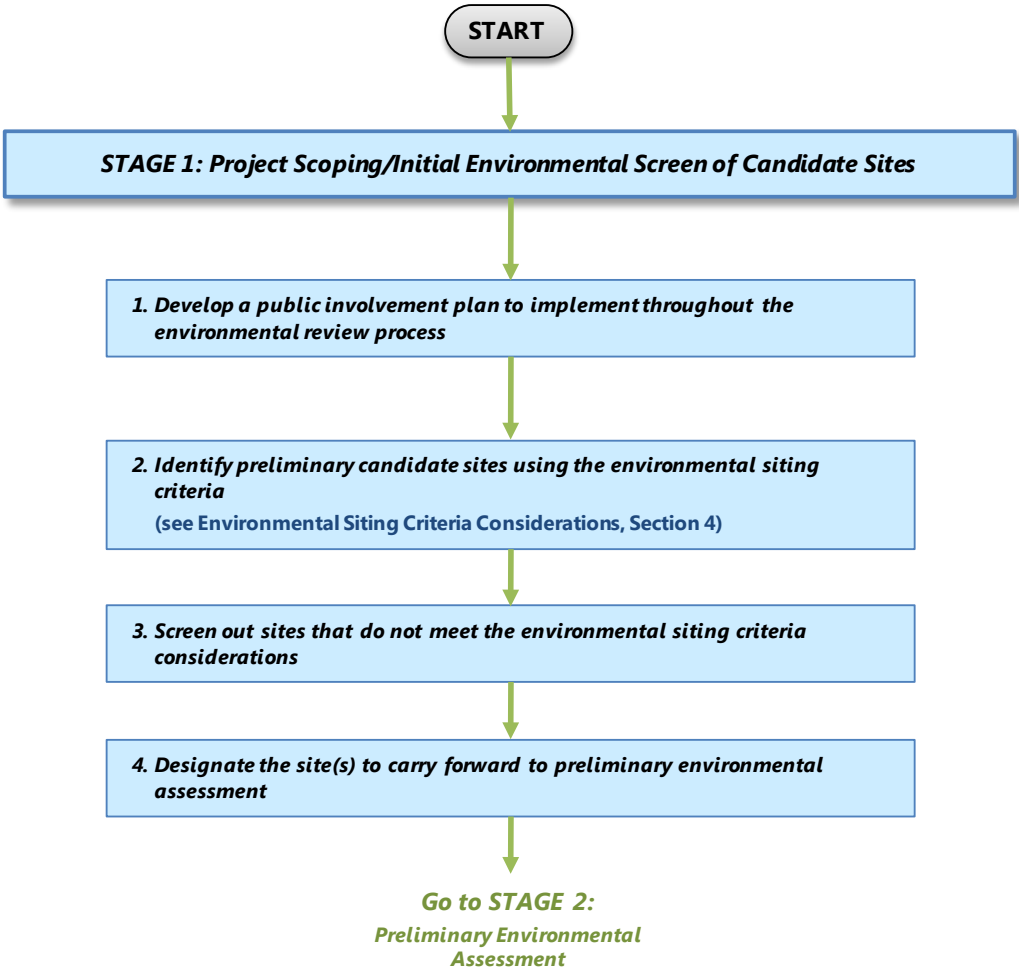 START
STAGE 1: Project Scoping/Initial Environmental Screen of Candidate Sites
1. Develop a public involvement plan to implement throughout the
environmental review process
2. Identify preliminary candidate sites using the environmental siting
criteria
(see Environmental Siting Criteria Considerations, Section 4)
3. Screen out sites that do not meet the environmental siting criteria
considerations
4. Designate the site(s) to carry forward to preliminary environmental
assessment
Go to STAGE 2:
Preliminary Environmental
Assessment